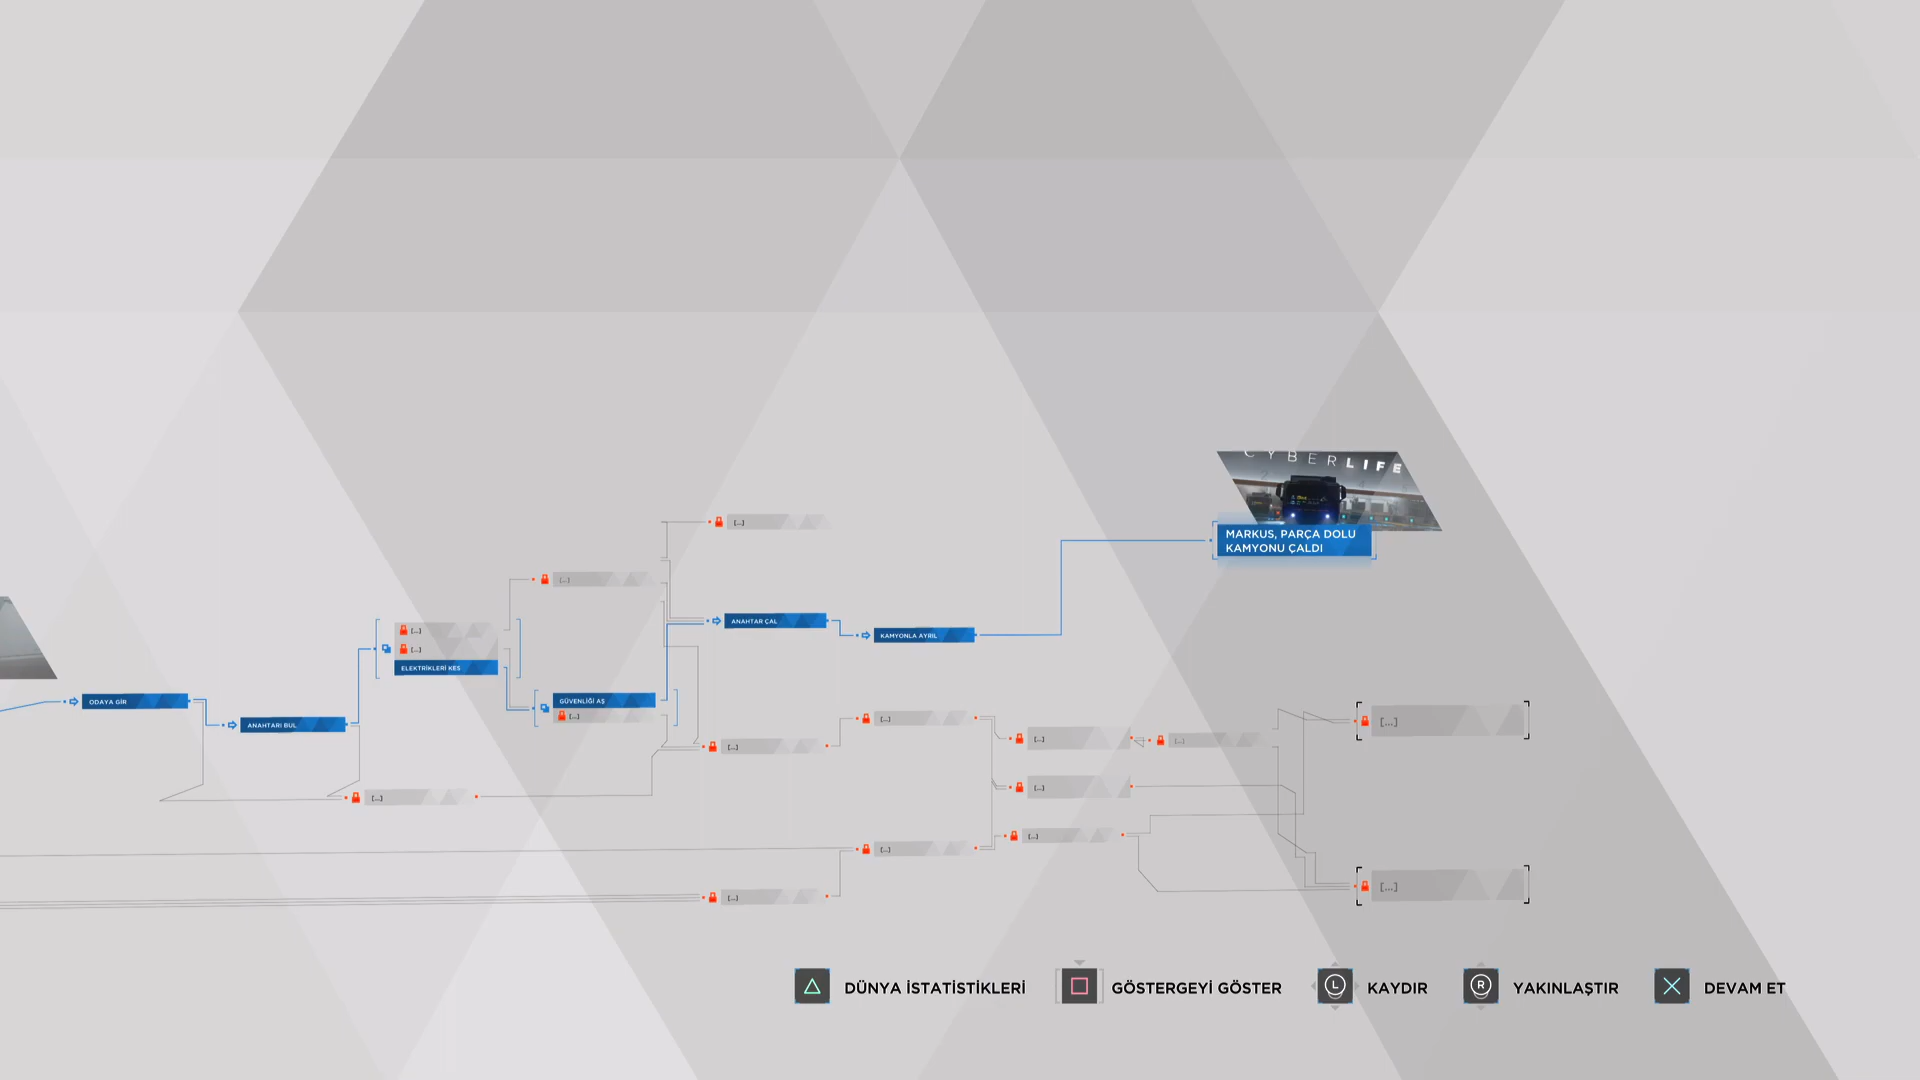 CYBERLIFE
MARKUS, PARÇA DOLU
KAMYONU ÇALDI
[...]
[...]
ANAHTAR ÇAL
KAMYONLA AYRIL
[...]
[...]
ELEKTRİKLERİ KES
ODAYA GİR
GÜVENLİĞİ AŞ
[...]
ANAHTARI BUL
[...]
[...]
[...]
[...]
[...]
[...]
[...]
[...]
[...]
[...]
[...]
[...]
DÜNYA İSTATİSTİKLERİ
GÖSTERGEYİ GÖSTER
L
KAYDIR
R
YAKINLAŞTIR
DEVAM ET